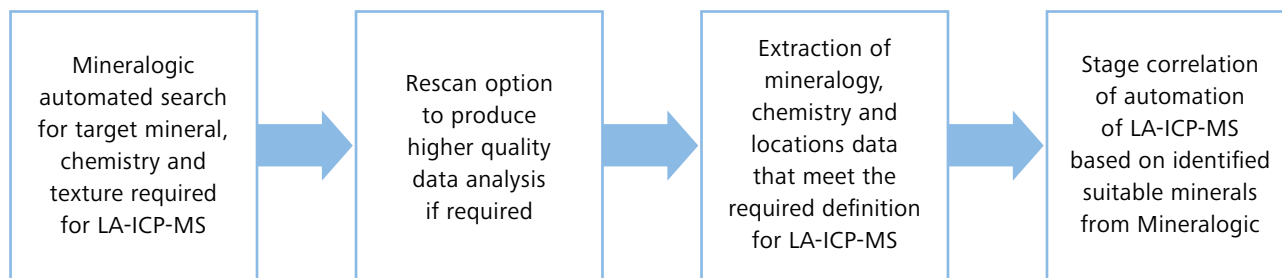 Mineralogic
automated search
for target mineral,
chemistry and
texture required
for LA-ICP-MS
Rescan option
to produce
higher quality
data analysis
if required
Extraction of
mineralogy,
chemistry and
locations data
that meet the
required definition
for LA-ICP-MS
Stage correlation
of automation
of LA-ICP-MS
based on identified
suitable minerals
from Mineralogic